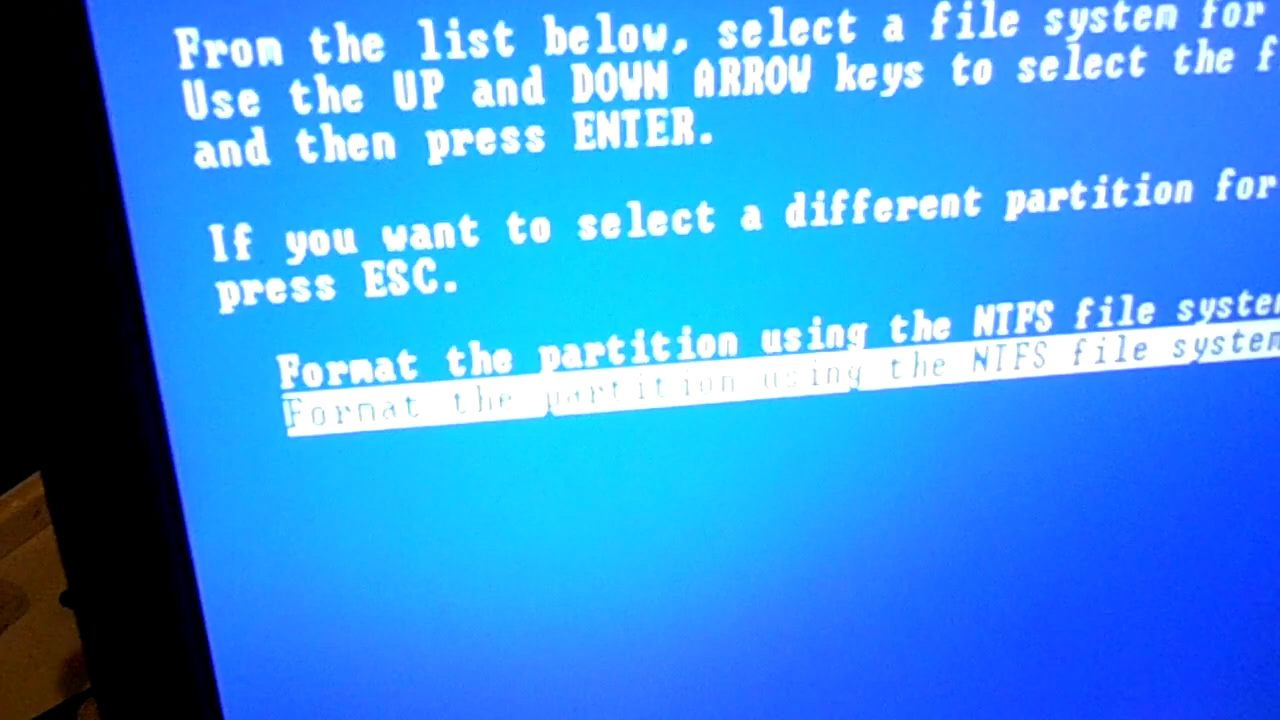 From the list below, select a file system for
Use the UP and DOWN ARROW keys to select the f
and then press ENTER.
If you want to select a different partition for
press ESC.
Format the partition using the NTFS file system
Format the partition using the NTFS file system